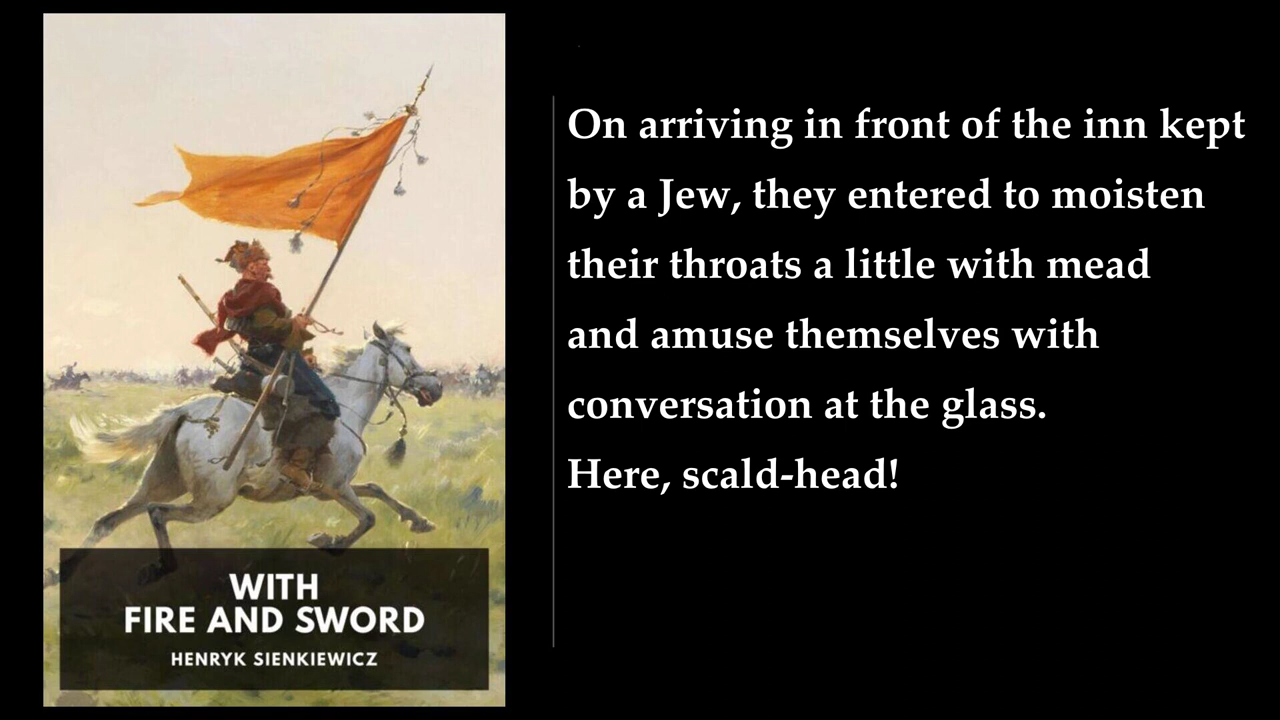 WITH
FIRE AND SWORD
HENRYK SIENKIEWICZ
On arriving in front of the inn kept
by a Jew, they entered to moisten
their throats a little with mead
and amuse themselves with
conversation at the glass.
Here, scald-head!